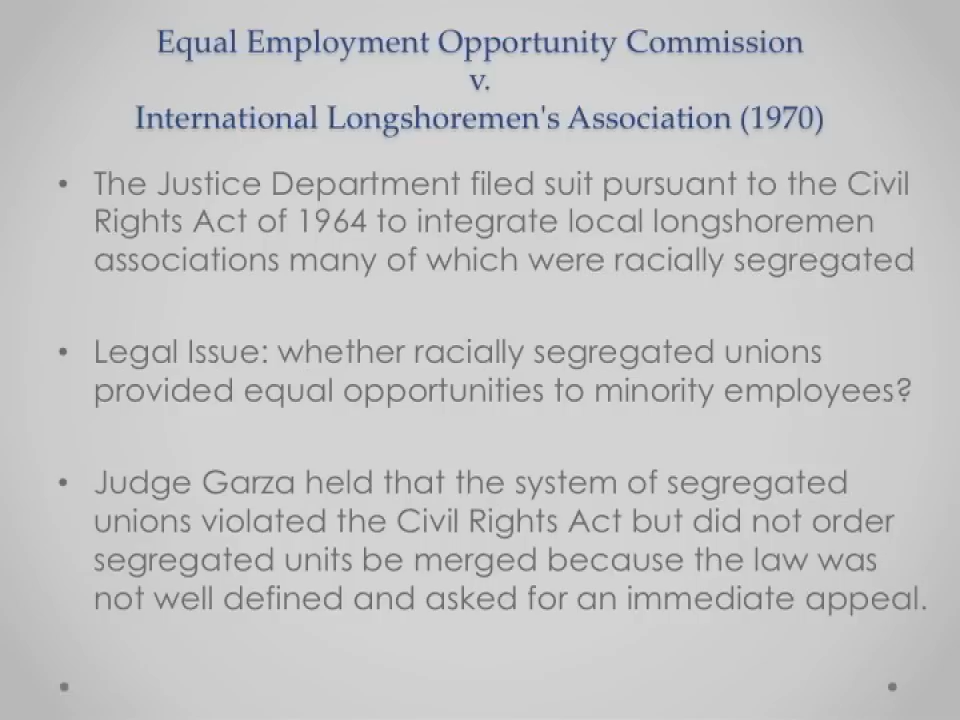 Equal Employment Opportunity Commission
v.
International Longshoremen's Association (1970)
• The Justice Department filed suit pursuant to the Civil
Rights Act of 1964 to integrate local longshoremen
associations many of which were racially segregated
• Legal Issue: whether racially segregated unions
provided equal opportunities to minority employees?
• Judge Garza held that the system of segregated
unions violated the Civil Rights Act but did not order
segregated units be merged because the law was
not well defined and asked for an immediate appeal.